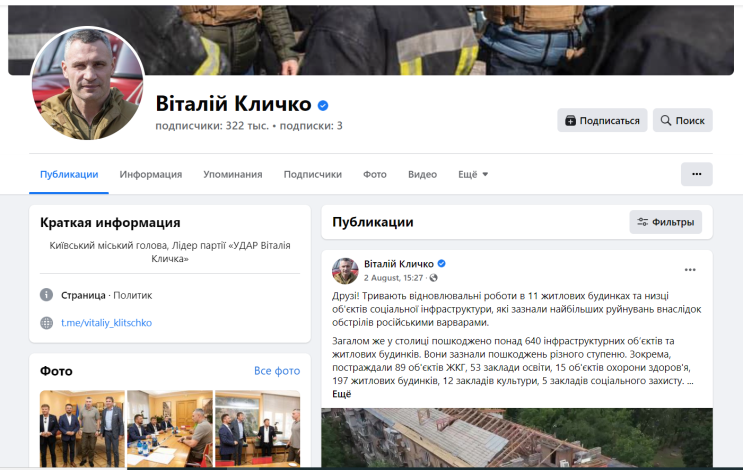 Віталій Кличко
подписчики: 322 тыс. • подписки: 3
Подписаться
Поиск
Публикации
Информация
Упоминания
Подписчики
Фото
Видео
Ещё
Краткая информация
Київський міський голова, Лідер партії «УДАР Віталія
Кличка»
Страница · Политик
t.me/vitaliy_klitschko
Фото
Все фото
Публикации
Фильтры
Віталій Кличко
2 August, 15:27 ·
Друзі! Тривають відновлювальні роботи в 11 житлових будинках та низці
об'єктів соціальної інфраструктури, які зазнали найбільших руйнувань внаслідок
обстрілів російськими варварами.
Загалом же у столиці пошкоджено понад 640 інфраструктурних об'єктів та
житлових будинків. Вони зазнали пошкоджень різного ступеню. Зокрема,
постраждали 89 об'єктів ЖКГ, 53 заклади освіти, 15 об'єктів охорони здоров'я,
197 житлових будинків, 12 закладів культури, 5 закладів соціального захисту. ...
Ещё